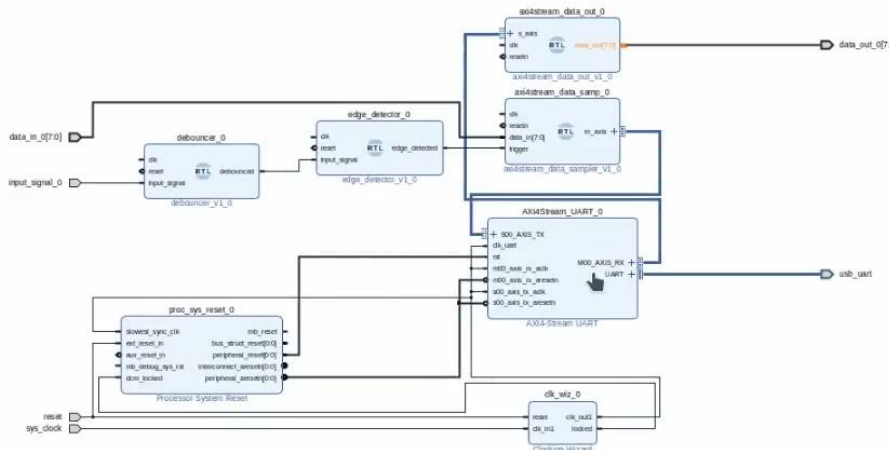 axi4stream_data_out_0
s_axis
clk
resetn
RTL
data_out[7:0]
axi4stream_data_out_v1_0
data_out_0[7:
axi4stream_data_samp_0
clk
resetn
data_in[7:0]
trigger
RTL
m_axis
axi4stream_data_sampler_v1_0
data_in_0[7:0]
input_signal_0
debouncer_0
clk
reset
input_signal
RTL
debounced
debouncer_v1_0
edge_detector_0
clk
reset
input_signal
RTL
edge_detected
edge_detector_v1_0
AXI4Stream_UART_0
S00_AXIS_TX
clk_uart
rst
m00_axis_rx_aclk
m00_axis_rx_aresetn
s00_axis_tx_aclk
s00_axis_tx_aresetn
M00_AXIS_RX
UART
AXI4-Stream UART
usb_uart
proc_sys_reset_0
slowest_sync_clk
ext_reset_in
aux_reset_in
mb_debug_sys_rst
dcm_locked
mb_reset
bus_struct_reset[0:0]
peripheral_reset[0:0]
interconnect_aresetn[0:0]
peripheral_aresetn[0:0]
Processor System Reset
reset
sys_clock
clk_wiz_0
reset
clk_in1
clk_out1
locked
Clocking Wizard